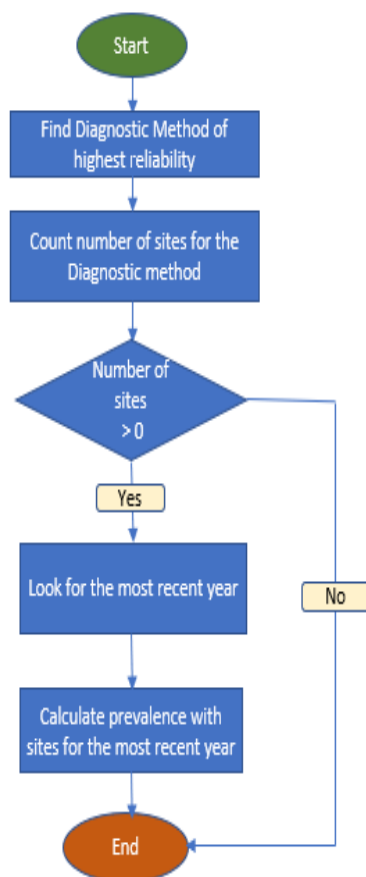 Start
Find Diagnostic Method of
highest reliability
Count number of sites for the
Diagnostic method
Number of
sites
> 0
Yes
Look for the most recent year
No
Calculate prevalence with
sites for the most recent year
End